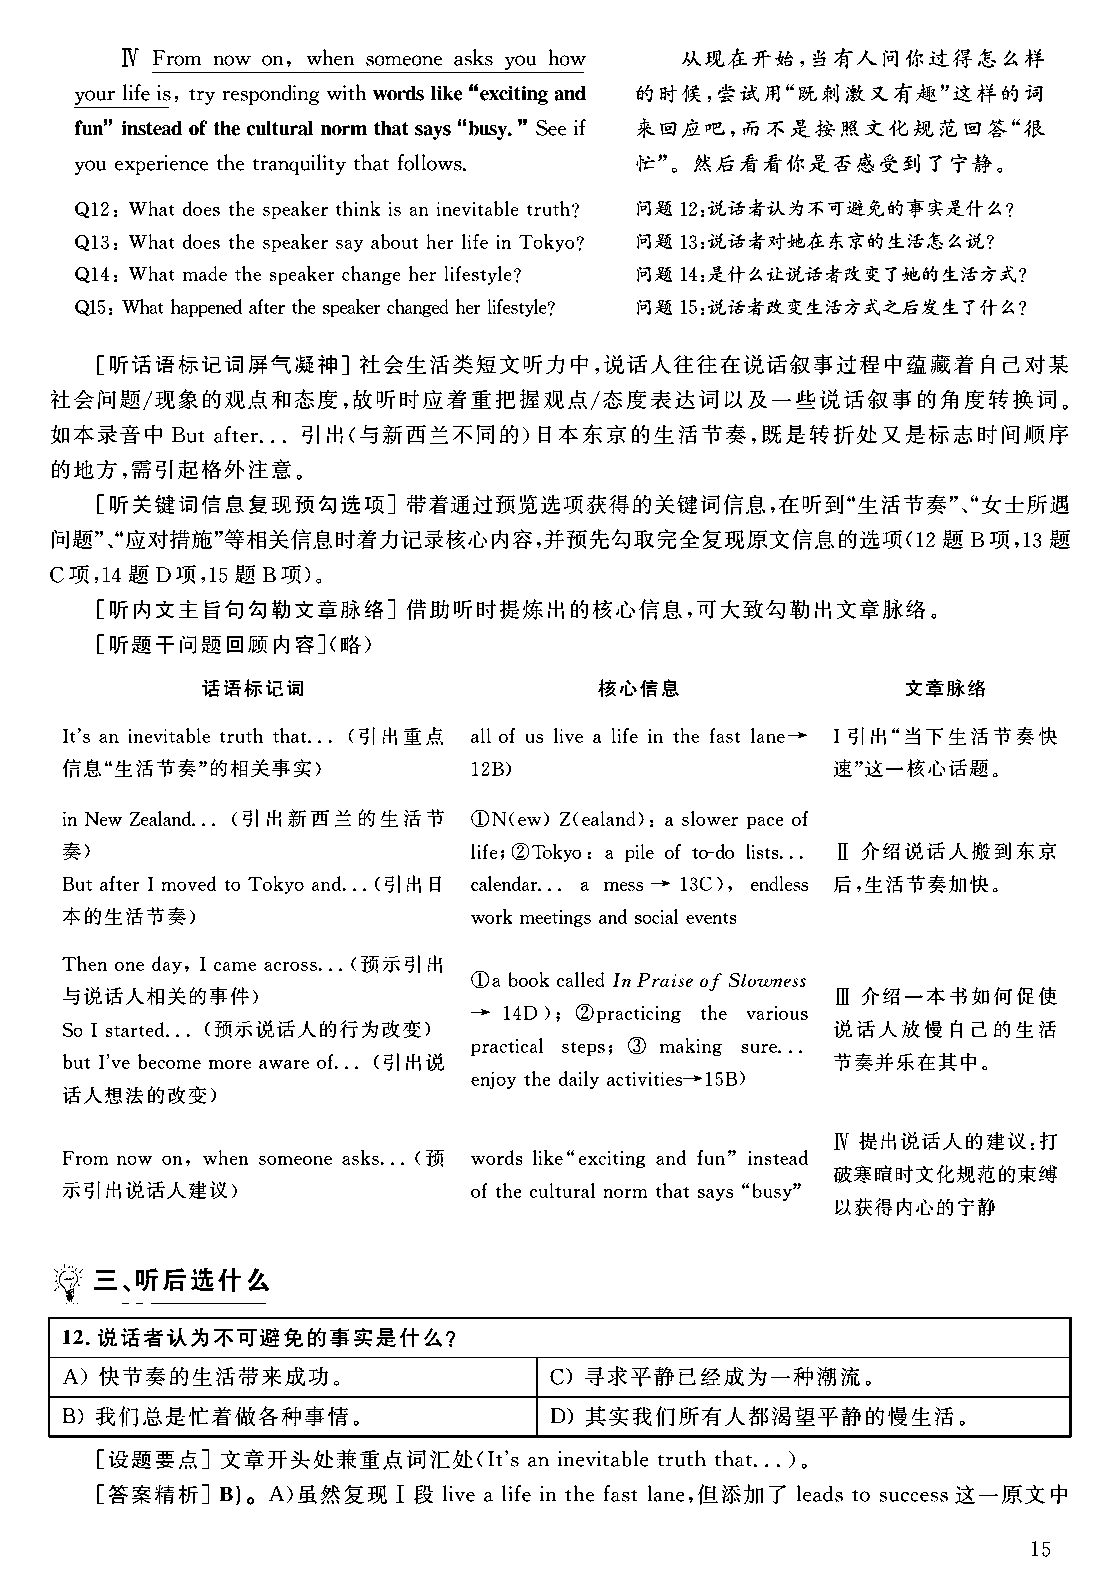 Ⅳ From now on, when someone asks you how
your life is, try responding with words like “exciting and
fun” instead of the cultural norm that says “busy.” See if
you experience the tranquility that follows.
从现在开始,当有人问你过得怎么样
的时候,尝试用“既刺激又有趣”这样的词
来回应吧,而不是按照文化规范回答“很
忙”。然后看看你是否感受到了宁静。
Q12: What does the speaker think is an inevitable truth?
问题12:说话者认为不可避免的事实是什么?
Q13: What does the speaker say about her life in Tokyo?
问题13:说话者对她在东京的生活怎么说?
Q14: What made the speaker change her lifestyle?
问题14:是什么让说话者改变了她的生活方式?
Q15: What happened after the speaker changed her lifestyle?
问题15:说话者改变生活方式之后发生了什么?
[听话语标记词屏气凝神] 社会生活类短文听力中,说话人往往在说话叙事过程中蕴藏着自己对某
社会问题/现象的观点和态度,故听时应着重把握观点/态度表达词以及一些说话叙事的角度转换词。
如本录音中 But after... 引出(与新西兰不同的)日本东京的生活节奏,既是转折处又是标志时间顺序
的地方,需引起格外注意。
[听关键词信息复现预勾选项] 带着通过预览选项获得的关键词信息,在听到“生活节奏”、“女士所遇
问题”、“应对措施”等相关信息时着力记录核心内容,并预先勾取完全复现原文信息的选项(12 题 B 项,13 题
C 项,14 题 D 项,15 题 B 项)。
[听内文主旨句勾勒文章脉络] 借助听时提炼出的核心信息,可大致勾勒出文章脉络。
[听题干问题回顾内容](略)
话语标记词 核心信息 文章脉络
It’s an inevitable truth that... (引出重点
信息“生活节奏”的相关事实)
all of us live a life in the fast lane→
12B)
Ⅰ 引出“当下生活节奏快
速”这一核心话题。
in New Zealand... (引出新西兰的生活节
奏)
But after I moved to Tokyo and...(引出日
本的生活节奏)
①N(ew) Z(ealand): a slower pace of
life; ②Tokyo: a pile of to-do lists...
calendar... a mess → 13C), endless
work meetings and social events
Ⅱ 介绍说话人搬到东京
后,生活节奏加快。
Then one day, I came across...(预示引出
与说话人相关的事件)
So I started... (预示说话人的行为改变)
but I’ve become more aware of... (引出说
话人想法的改变)
①a book called In Praise of Slowness
→ 14D); ②practicing the various
practical steps; ③ making sure...
enjoy the daily activities→15B)
Ⅲ 介绍一本书如何促使
说话人放慢自己的生活
节奏并乐在其中。
From now on, when someone asks...(预
示引出说话人建议)
words like“exciting and fun” instead
of the cultural norm that says “busy”
Ⅳ 提出说话人的建议:打
破寒暄时文化规范的束缚
以获得内心的宁静
三、听后选什么
12. 说话者认为不可避免的事实是什么?
A) 快节奏的生活带来成功。
C) 寻求平静已经成为一种潮流。
B) 我们总是忙着做各种事情。
D) 其实我们所有人都渴望平静的慢生活。
[设题要点] 文章开头处兼重点词汇处(It’s an inevitable truth that...)。
[答案精析] B)。A)虽然复现 Ⅰ 段 live a life in the fast lane,但添加了 leads to success 这一原文中
15